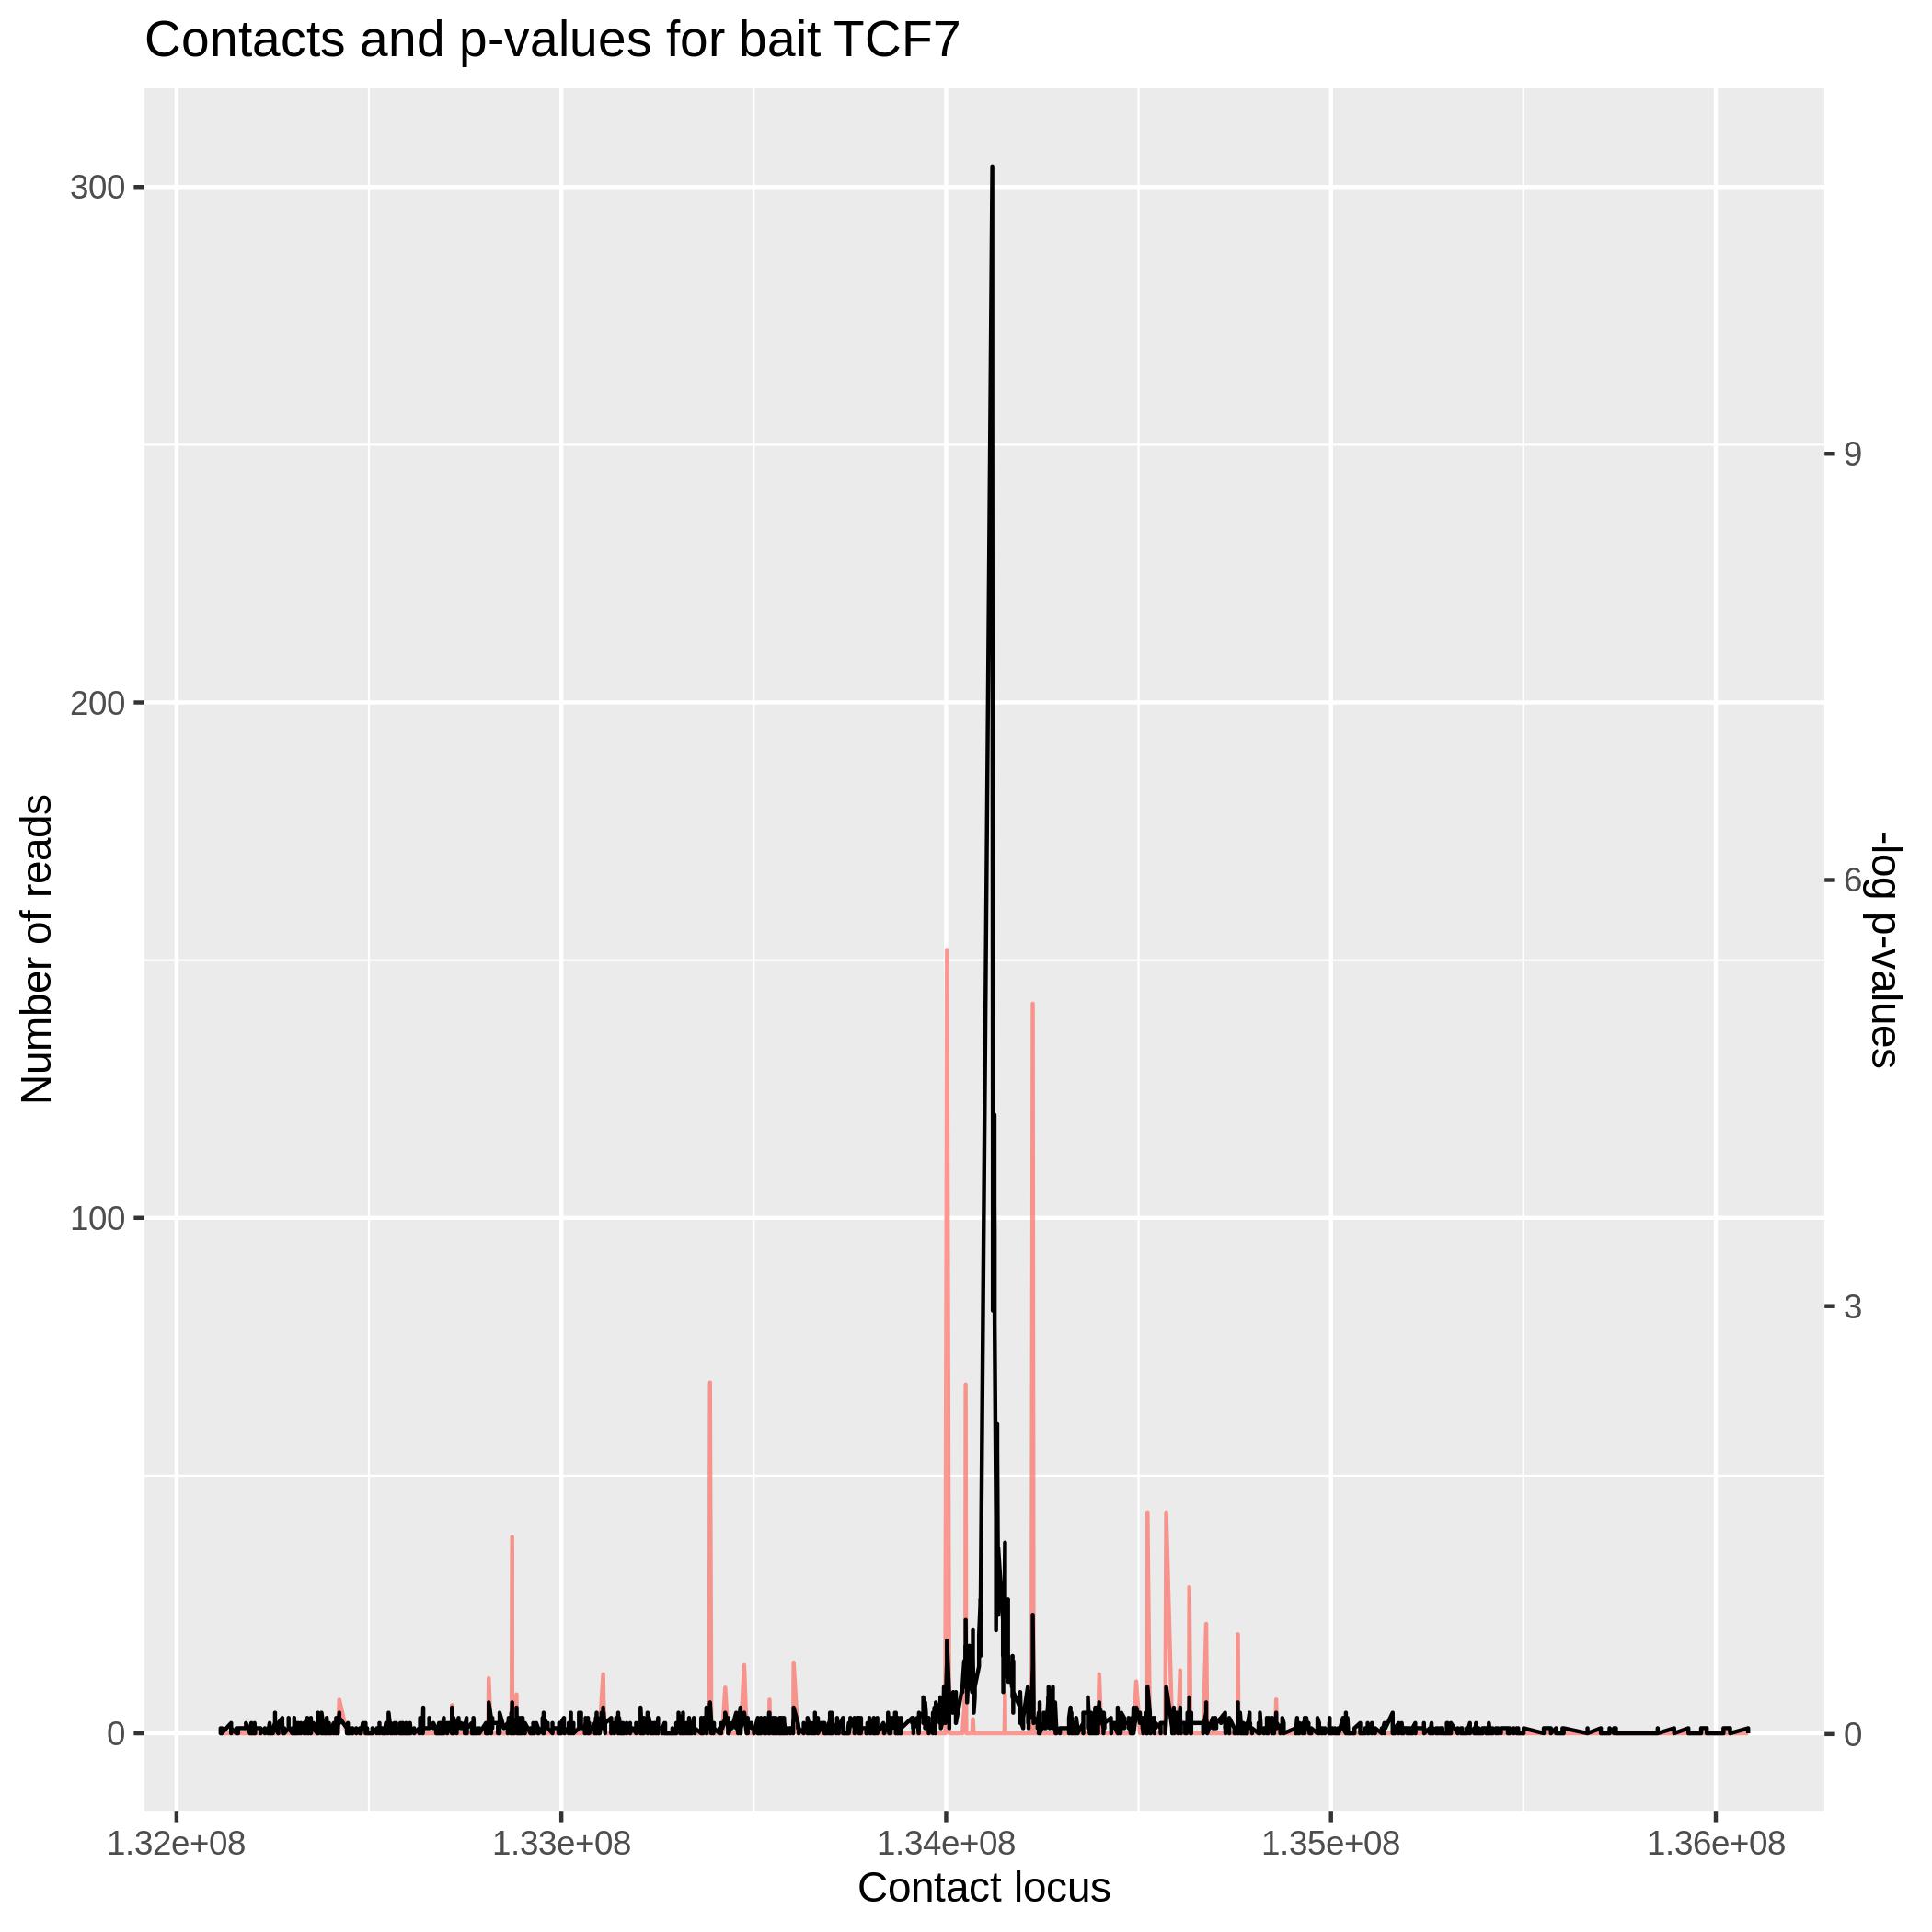 Contacts and p-values for bait TCF7
300
200
100
0
Number of reads
9
6
3
0
-log p-values
1.32e+08
1.33e+08
1.34e+08
1.35e+08
1.36e+08
Contact locus